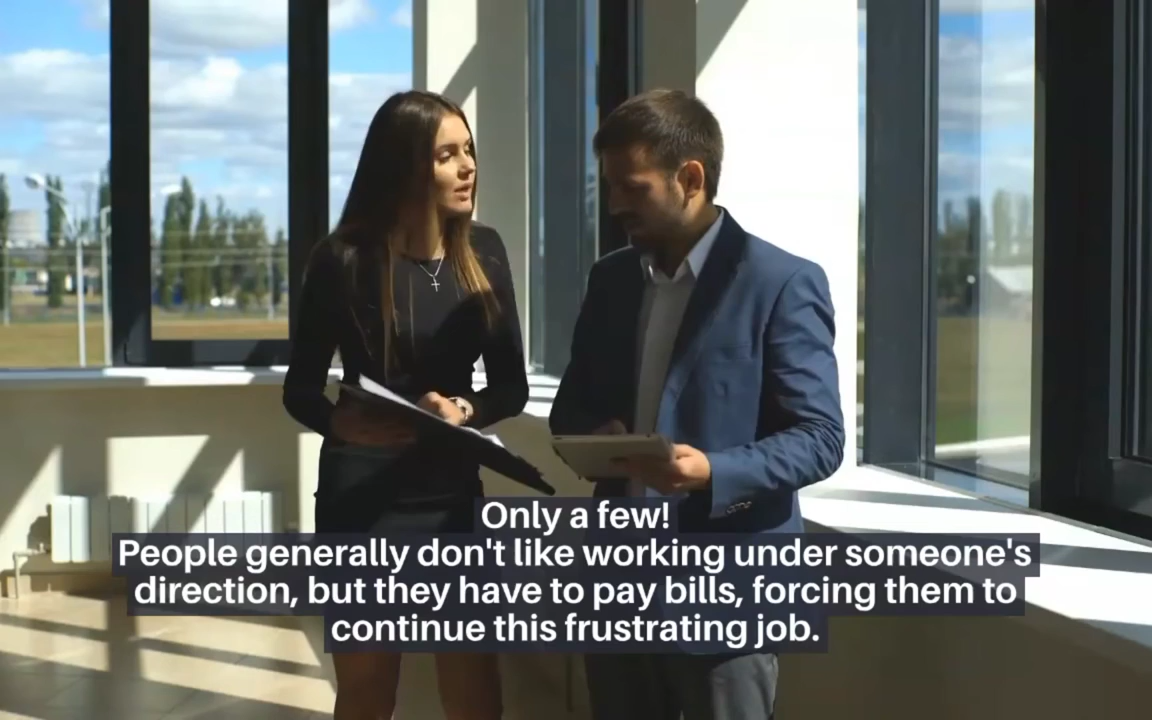 Only a few!
People generally don't like working under someone's
direction, but they have to pay bills, forcing them to
continue this frustrating job.